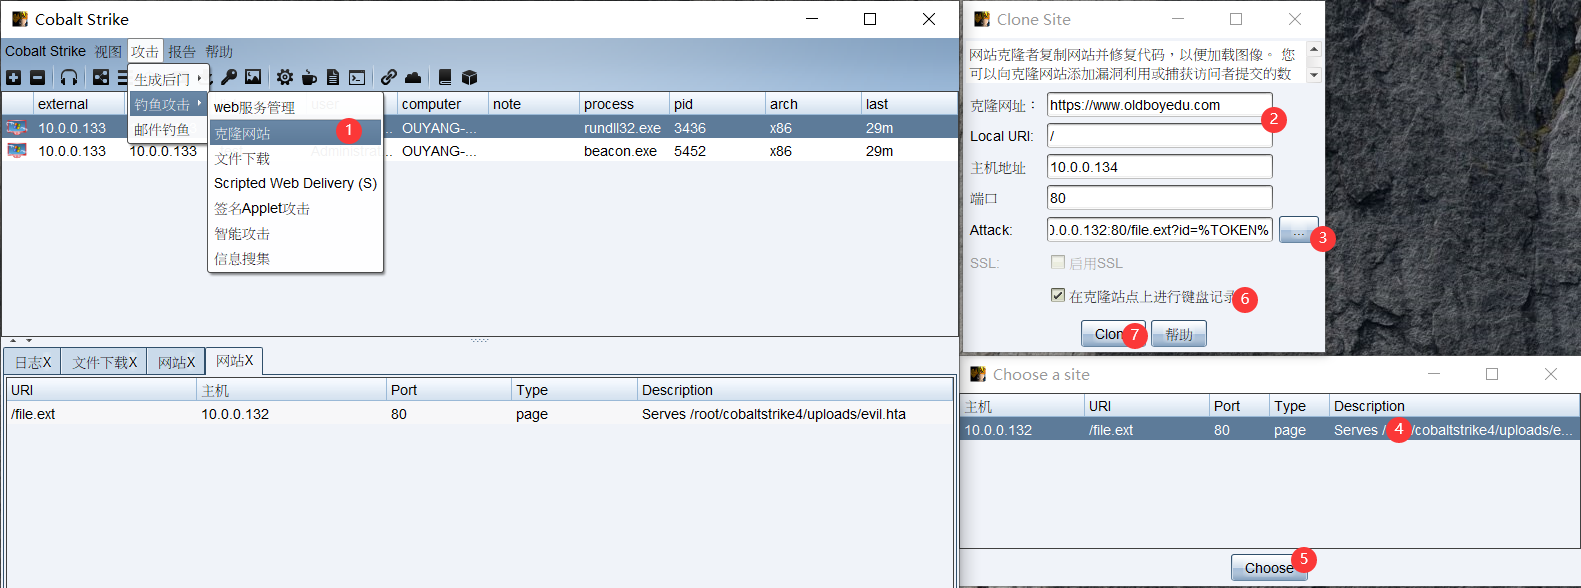 Cobalt Strike
Cobalt Strike 视图 攻击 报告 帮助
生成后门
钓鱼攻击
邮件钓鱼
web服务管理
克隆网站 1
文件下载
Scripted Web Delivery (S)
签名Applet攻击
智能攻击
信息搜集
external user computer note process pid arch last
10.0.0.133 OUYANG-... rundll32.exe 3436 x86 29m
10.0.0.133 10.0.0.133 OUYANG-... beacon.exe 5452 x86 29m
日志X 文件下载X 网站X 网站X
URI 主机 Port Type Description
/file.ext 10.0.0.132 80 page Serves /root/cobaltstrike4/uploads/evil.hta
Clone Site
网站克隆者复制网站并修复代码，以便加载图像。 您
可以向克隆网站添加漏洞利用或捕获访问者提交的数
克隆网址： https://www.oldboyedu.com 2
Local URI: /
主机地址 10.0.0.134
端口 80
Attack: 0.0.0.132:80/file.ext?id=%TOKEN% ... 3
SSL: 启用SSL
在克隆站点上进行键盘记录 6
Clon 7 帮助
Choose a site
主机 URI Port Type Description
10.0.0.132 /file.ext 80 page Serves / 4 /cobaltstrike4/uploads/e...
Choose 5